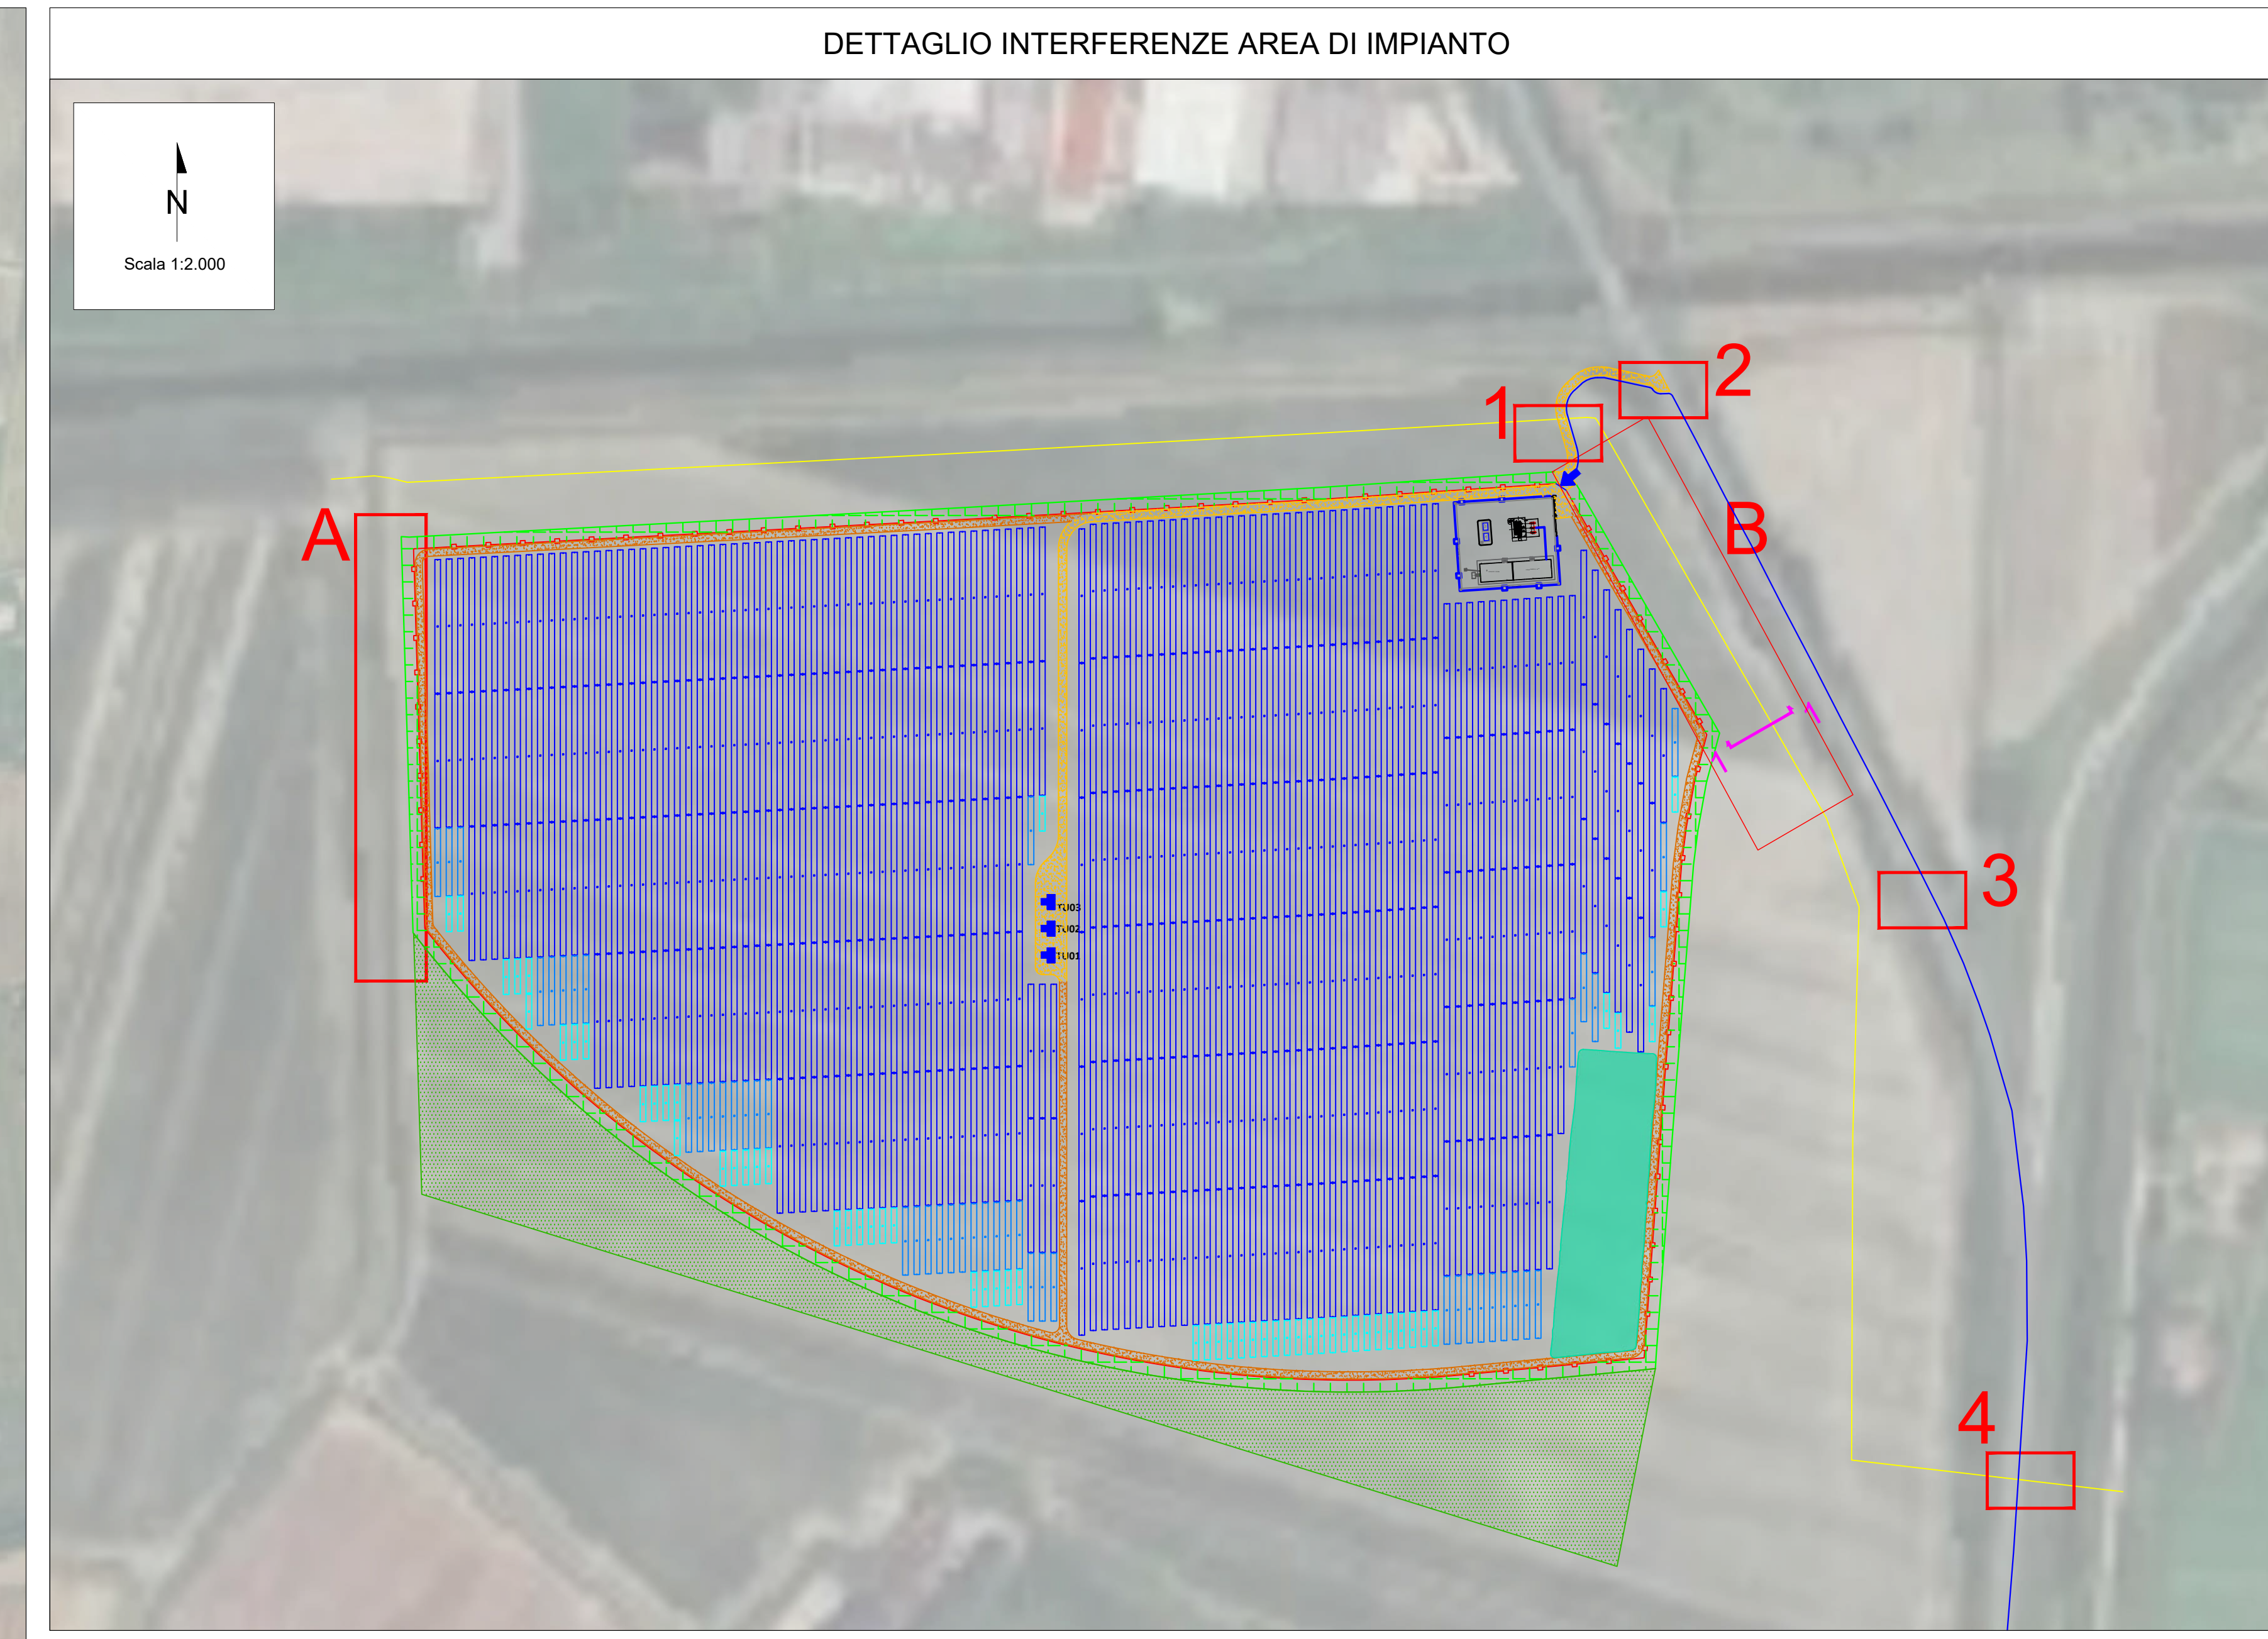 DETTAGLIO INTERFERENZE AREA DI IMPIANTO
N
Scala 1:2.000
2
1
A
B
3
TU03
TU02
TU01
4